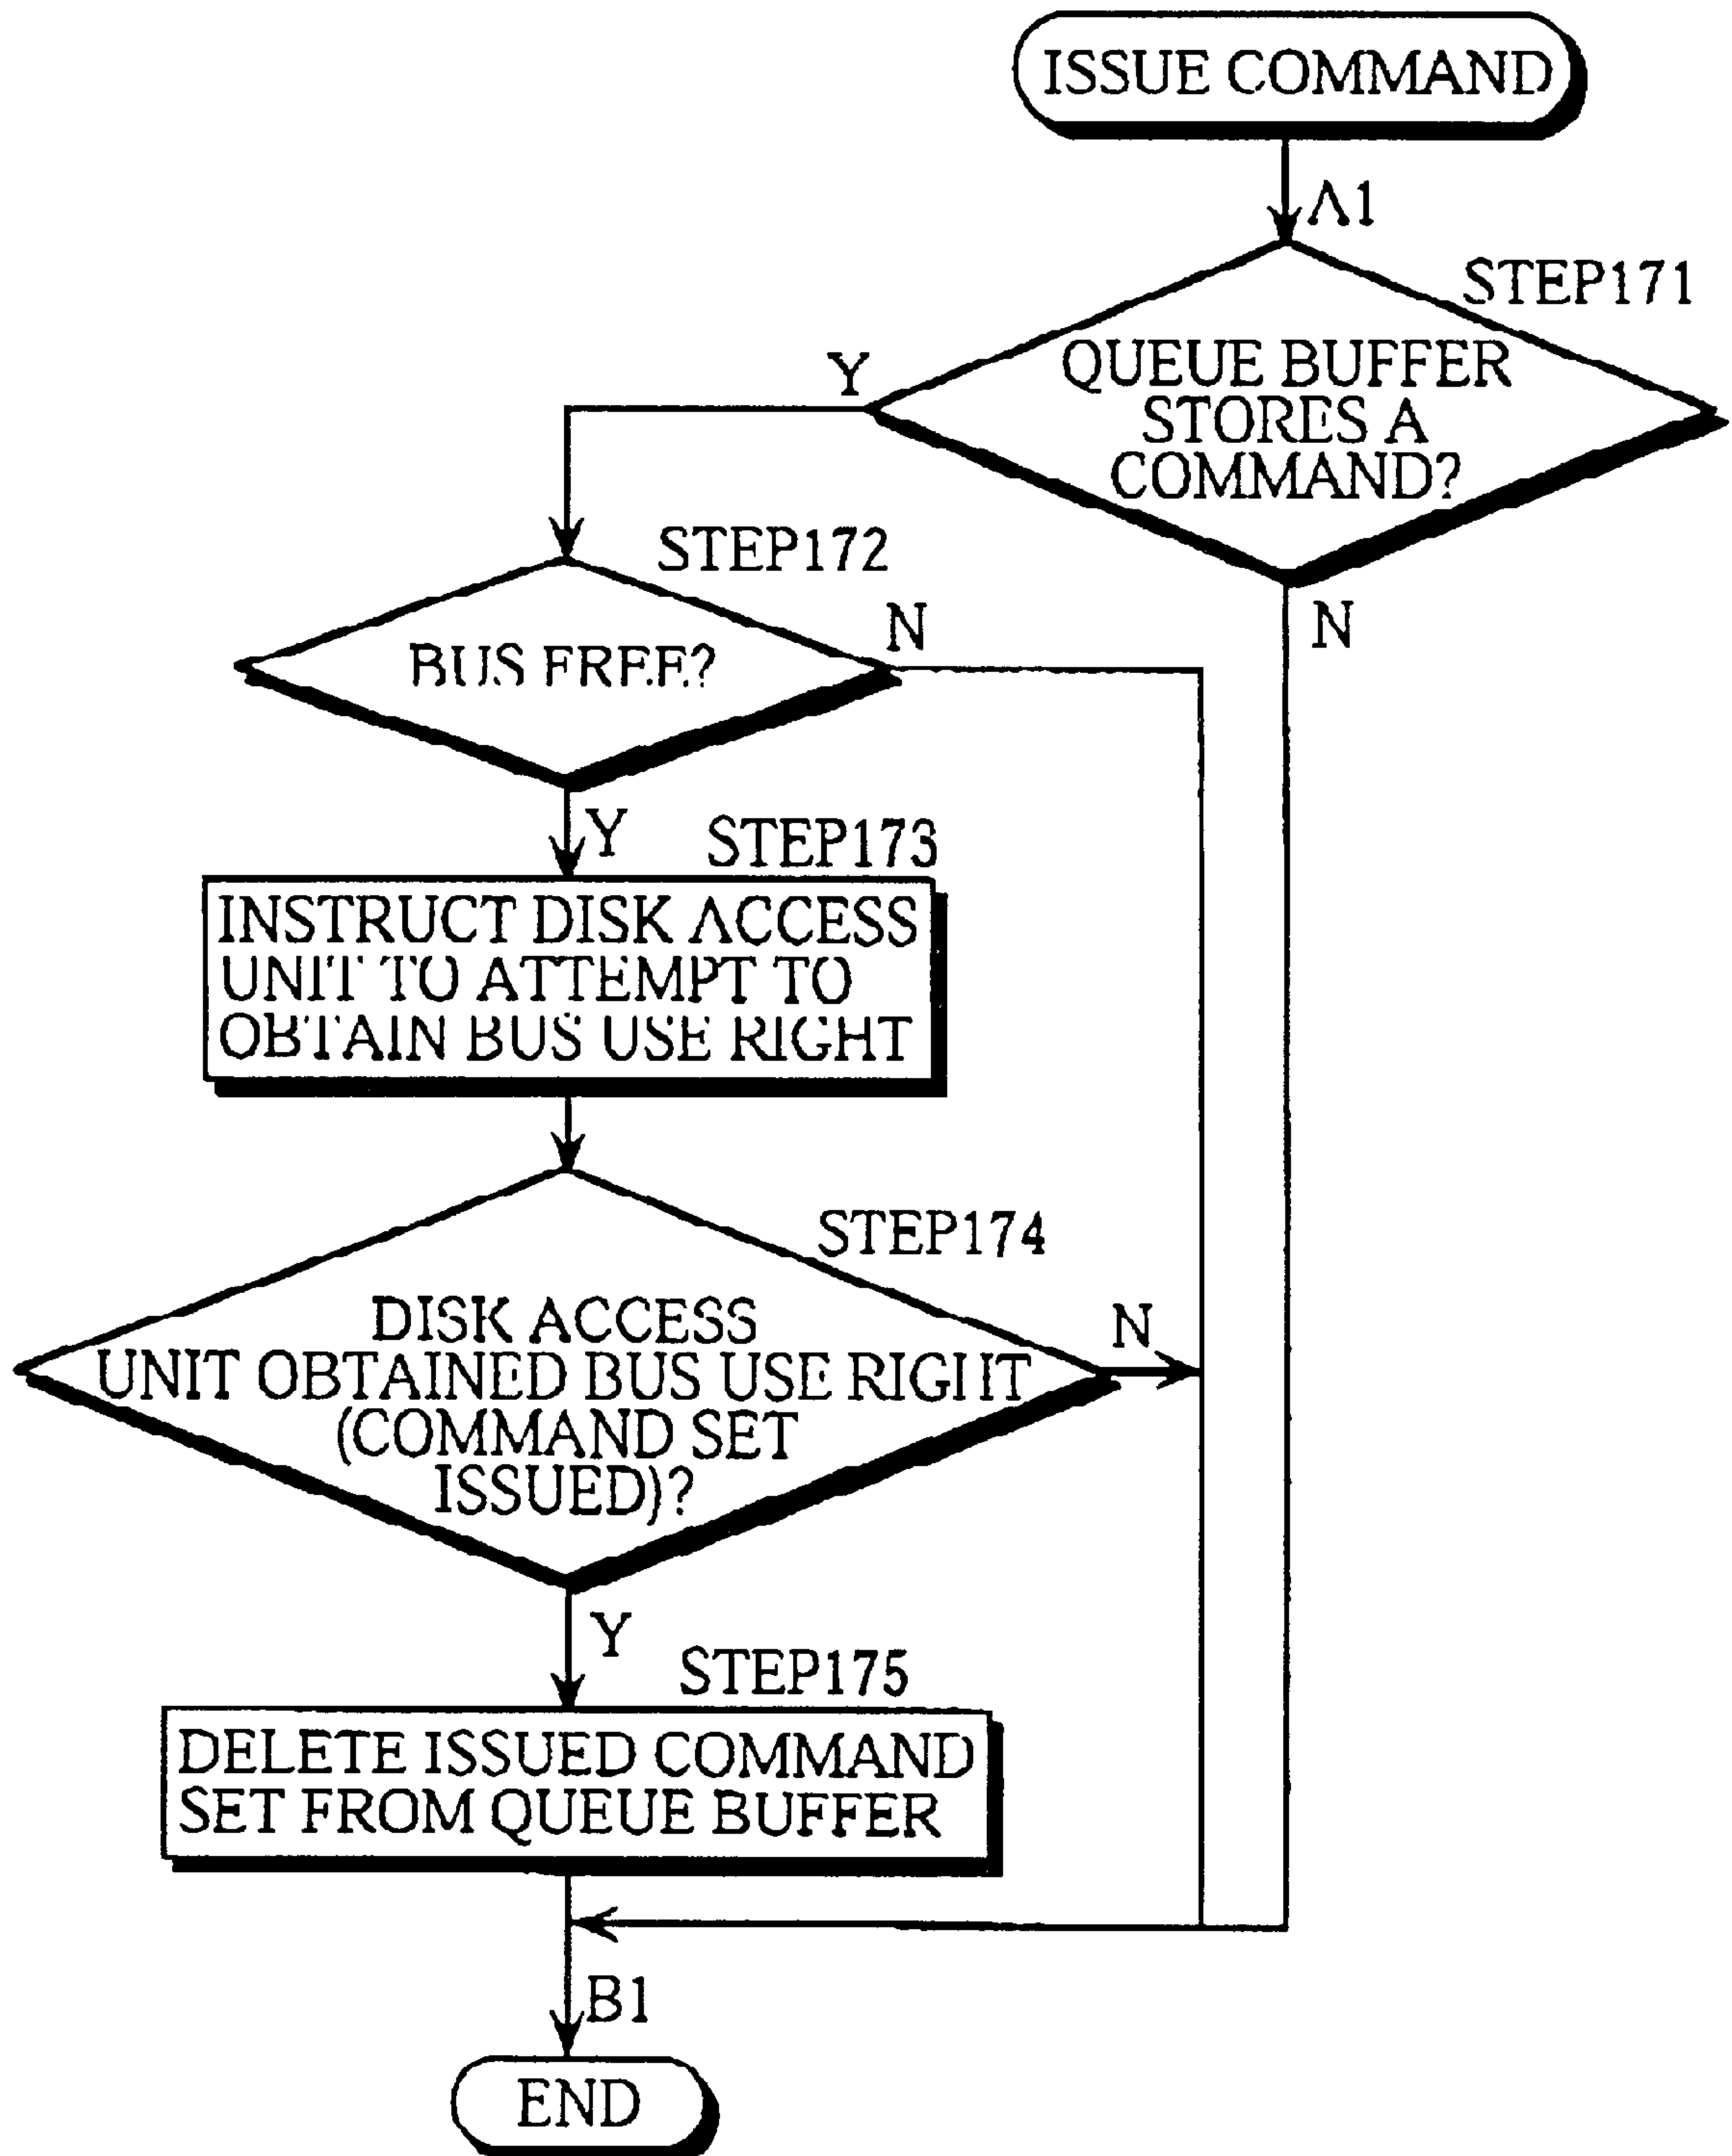 ISSUE COMMAND
A1
STEP171
QUEUE BUFFER
STORES A
COMMAND?
Y
N
STEP172
BUS FREE?
N
Y
STEP173
INSTRUCT DISK ACCESS
UNIT TO ATTEMPT TO
OBTAIN BUS USE RIGHT
STEP174
DISK ACCESS
UNIT OBTAINED BUS USE RIGHT
(COMMAND SET
ISSUED)?
N
Y
STEP175
DELETE ISSUED COMMAND
SET FROM QUEUE BUFFER
B1
END